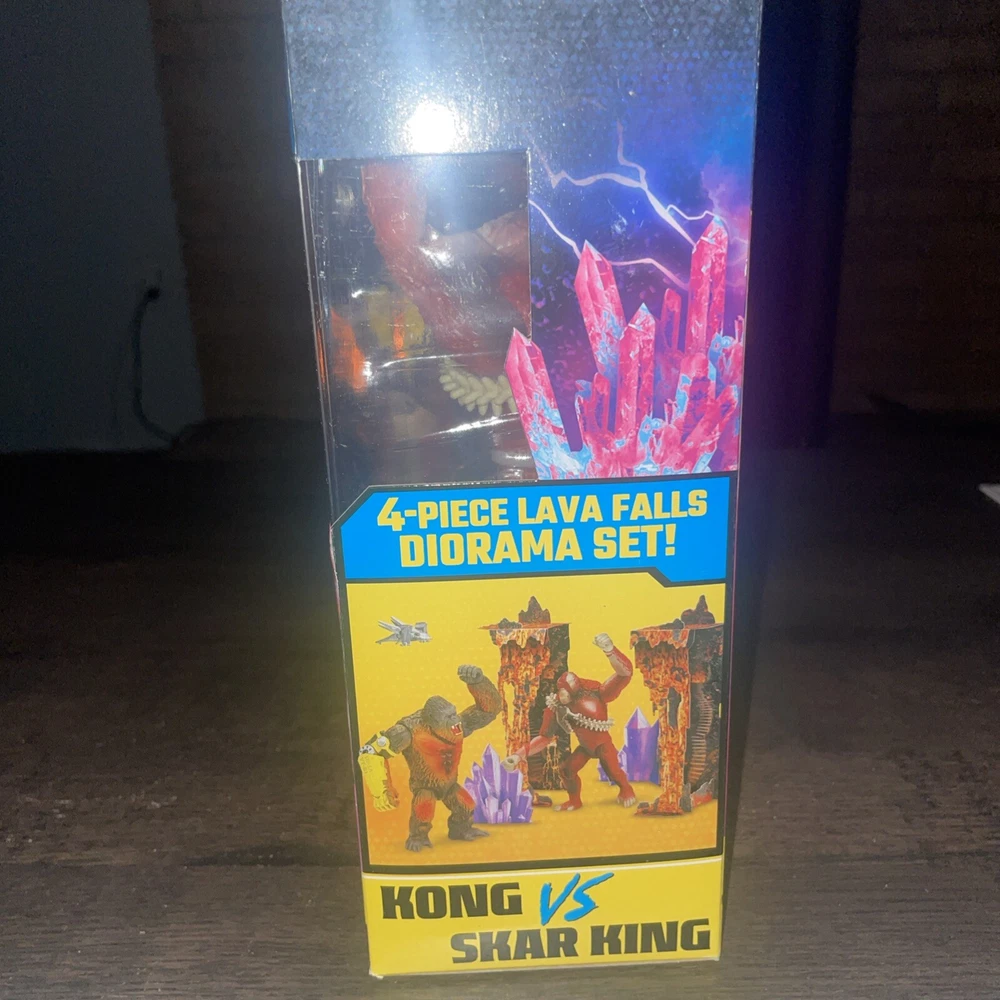 4-PIECE LAVA FALLS
DIORAMA SET!
KONG VS
SKAR KING